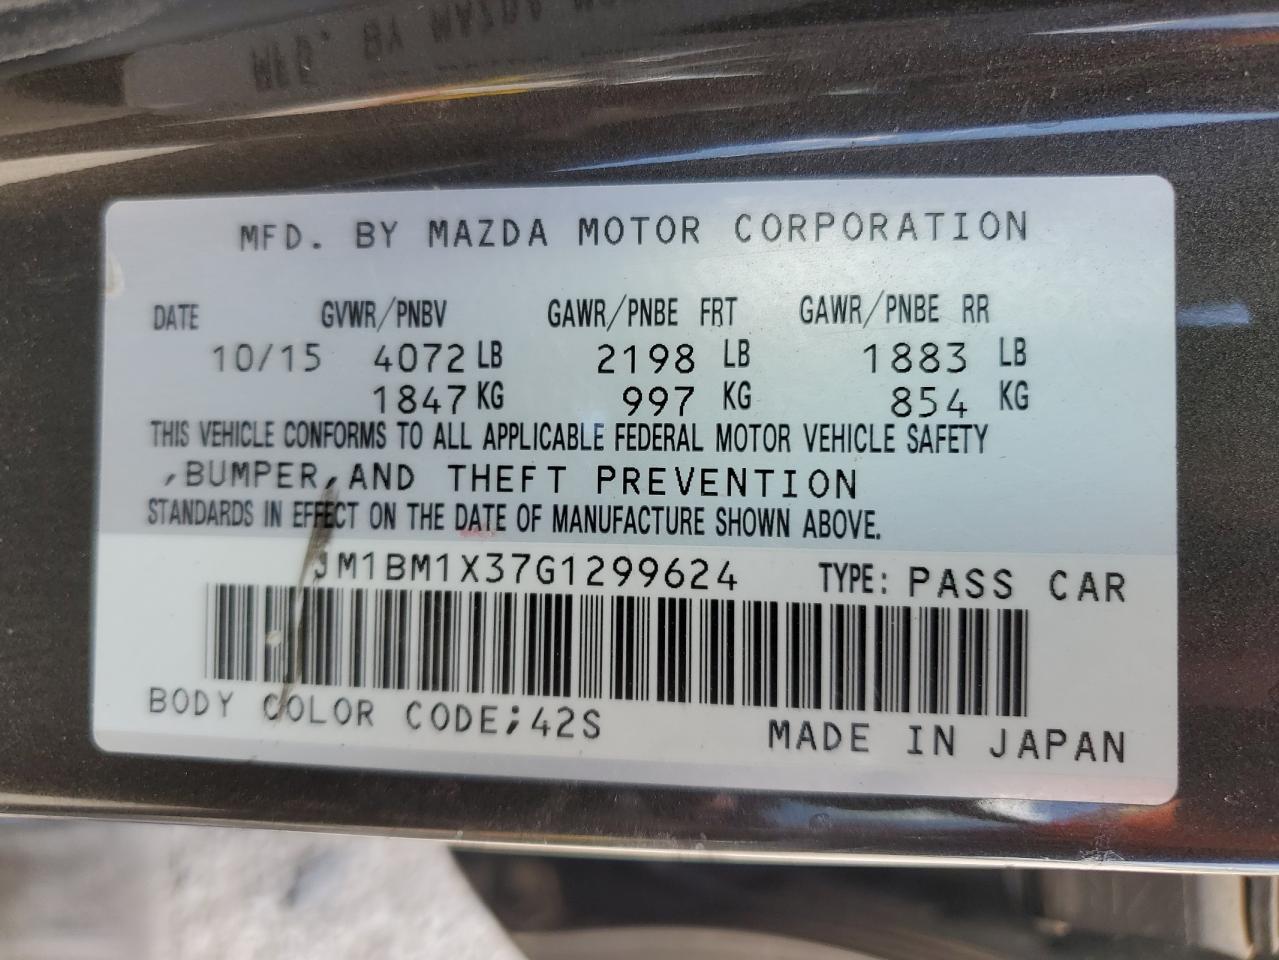 MFD. BY MAZDA MOTOR CORPORATION
DATE GVWR/PNBV GAWR/PNBE FRT GAWR/PNBE RR
10/15 4072 LB 2198 LB 1883 LB
1847 KG 997 KG 854 KG
THIS VEHICLE CONFORMS TO ALL APPLICABLE FEDERAL MOTOR VEHICLE SAFETY
,BUMPER,AND THEFT PREVENTION
STANDARDS IN EFFECT ON THE DATE OF MANUFACTURE SHOWN ABOVE.
JM1BM1X37G1299624 TYPE: PASS CAR
BODY COLOR CODE;42S
MADE IN JAPAN